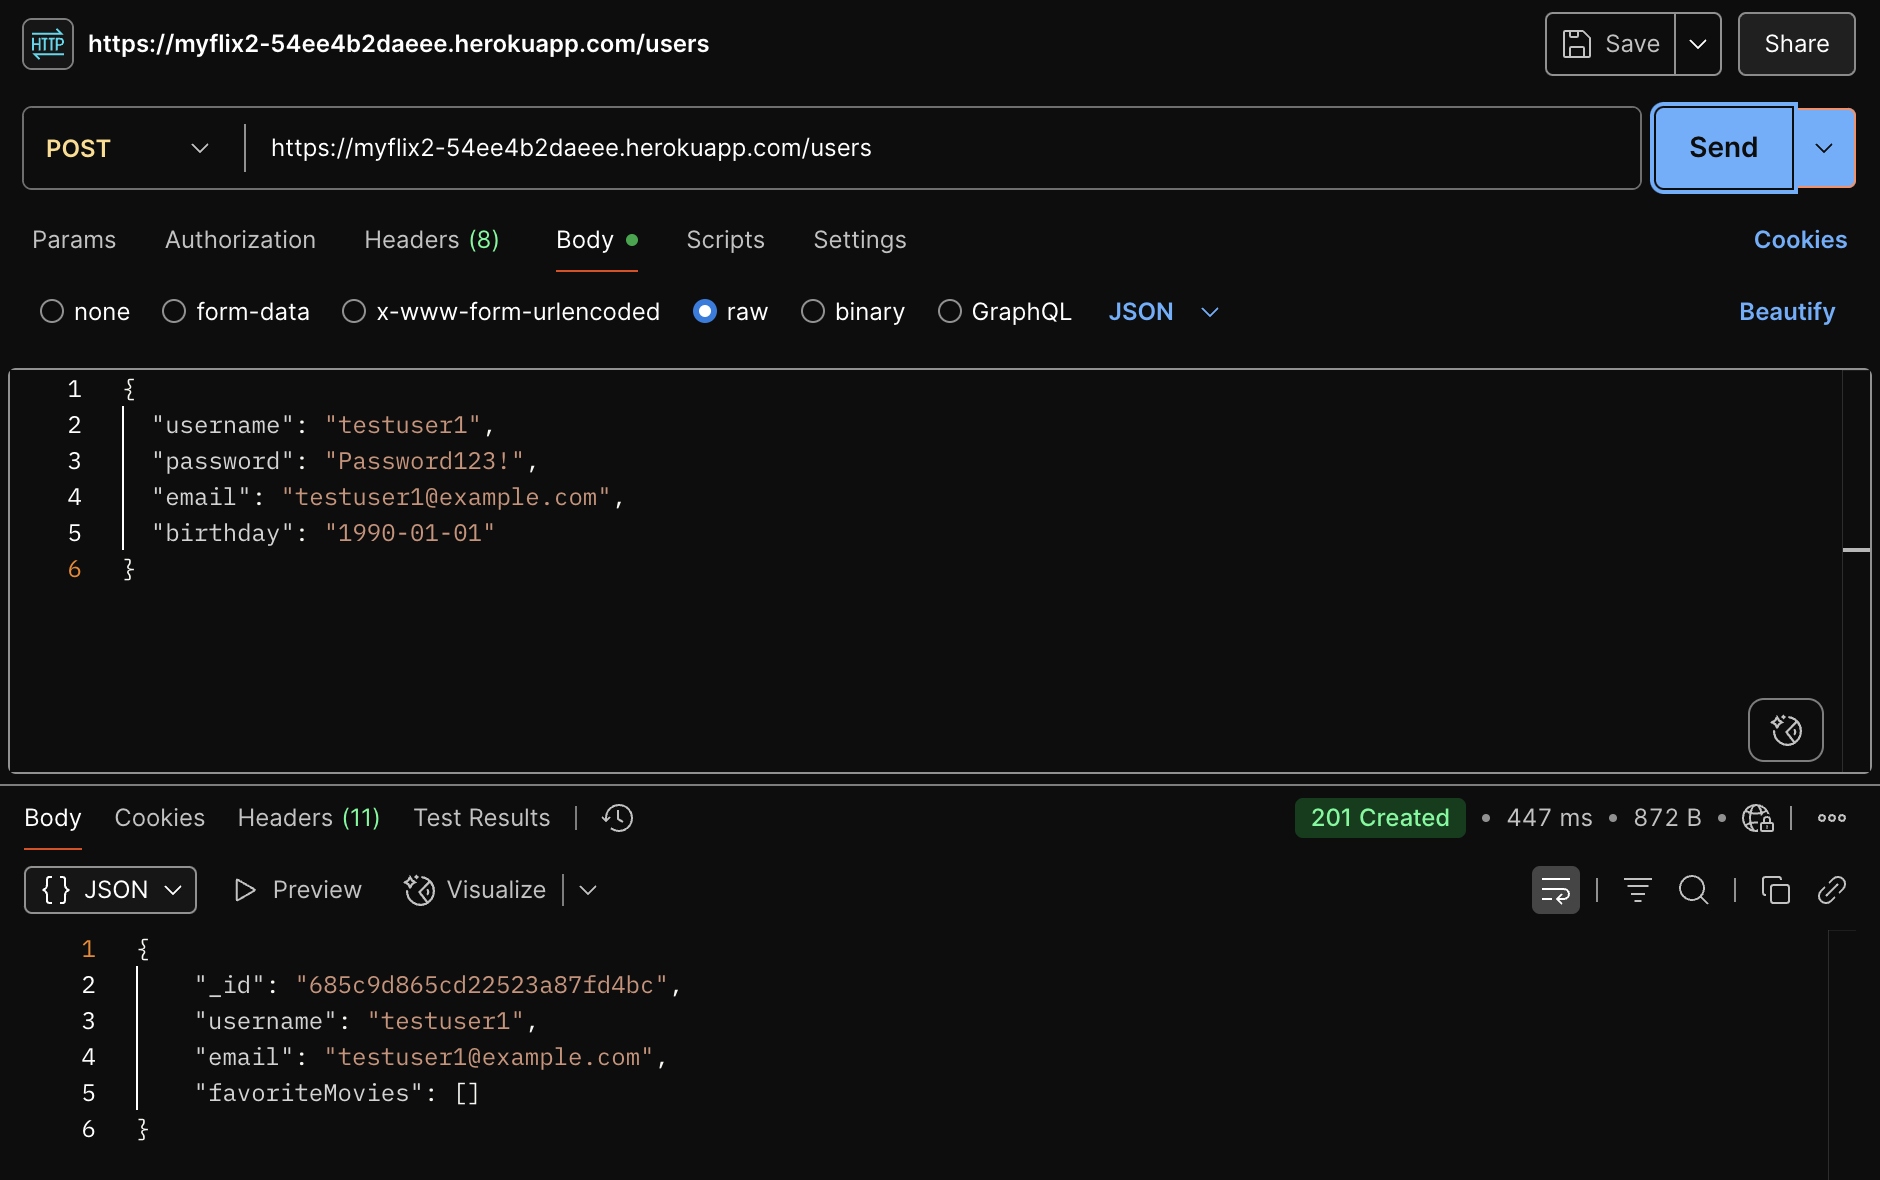 HTTP https://myflix2-54ee4b2daeee.herokuapp.com/users Save Share
POST https://myflix2-54ee4b2daeee.herokuapp.com/users Send
Params Authorization Headers (8) Body Scripts Settings Cookies
none form-data x-www-form-urlencoded raw binary GraphQL JSON Beautify
1 {
2 "username": "testuser1",
3 "password": "Password123!",
4 "email": "testuser1@example.com",
5 "birthday": "1990-01-01"
6 }
Body Cookies Headers (11) Test Results 201 Created • 447 ms • 872 B •
{} JSON Preview Visualize
1 {
2 "_id": "685c9d865cd22523a87fd4bc",
3 "username": "testuser1",
4 "email": "testuser1@example.com",
5 "favoriteMovies": []
6 }